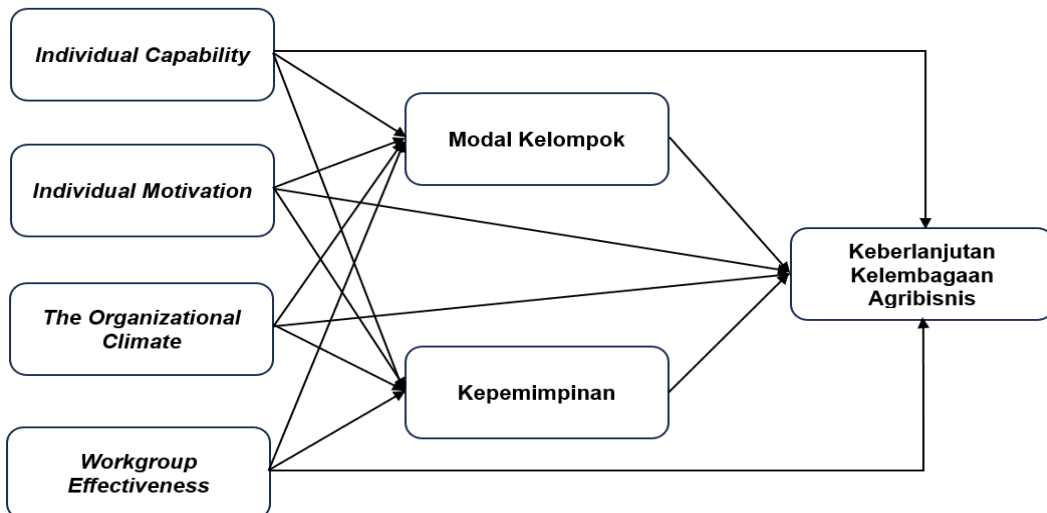 Individual Capability
Modal Kelompok
Individual Motivation
Keberlanjutan
Kelembagaan
Agribisnis
The Organizational
Climate
Kepemimpinan
Workgroup
Effectiveness